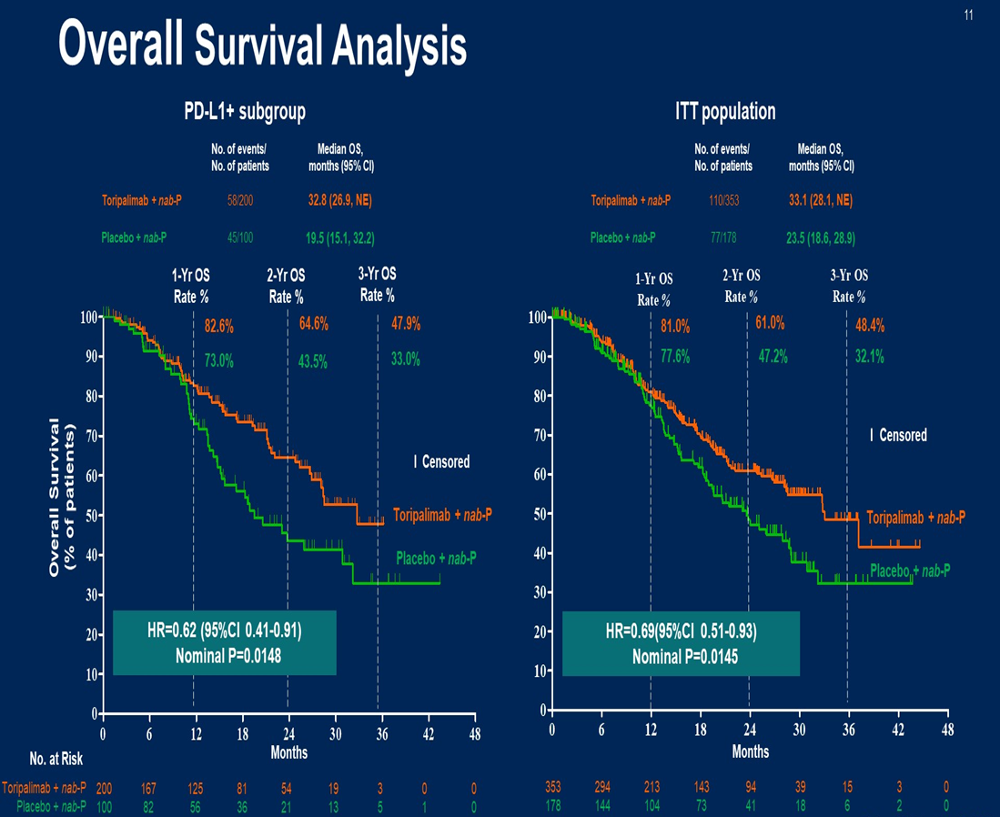 11
Overall Survival Analysis
PD-L1+ subgroup
No. of events/ Median OS,
No. of patients months (95% CI)
Toripalimab + nab-P 58/200 32.8 (26.9, NE)
Placebo + nab-P 45/100 19.5 (15.1, 32.2)
1-Yr OS 2-Yr OS 3-Yr OS
Rate % Rate % Rate %
82.6% 64.6% 47.9%
73.0% 43.5% 33.0%
Overall Survival
(% of patients)
100
90
80
70
60
50
40
30
20
10
0
I Censored
Toripalimab + nab-P
Placebo + nab-P
HR=0.62 (95%CI 0.41-0.91)
Nominal P=0.0148
0 6 12 18 24 30 36 42 48
Months
ITT population
No. of events/ Median OS,
No. of patients months (95% CI)
Toripalimab + nab-P 110/353 33.1 (28.1, NE)
Placebo + nab-P 77/178 23.5 (18.6, 28.9)
1-Yr OS 2-Yr OS 3-Yr OS
Rate % Rate % Rate %
81.0% 61.0% 48.4%
77.6% 47.2% 32.1%
100
90
80
70
60
50
40
30
20
10
0
I Censored
Toripalimab + nab-P
Placebo + nab-P
HR=0.69(95%CI 0.51-0.93)
Nominal P=0.0145
0 6 12 18 24 30 36 42 48
Months
No. at Risk
Toripalimab + nab-P 200 167 125 81 54 19 3 0 0 353 294 213 143 94 39 15 3 0
Placebo + nab-P 100 82 56 36 21 13 5 1 0 178 144 104 73 41 18 6 2 0